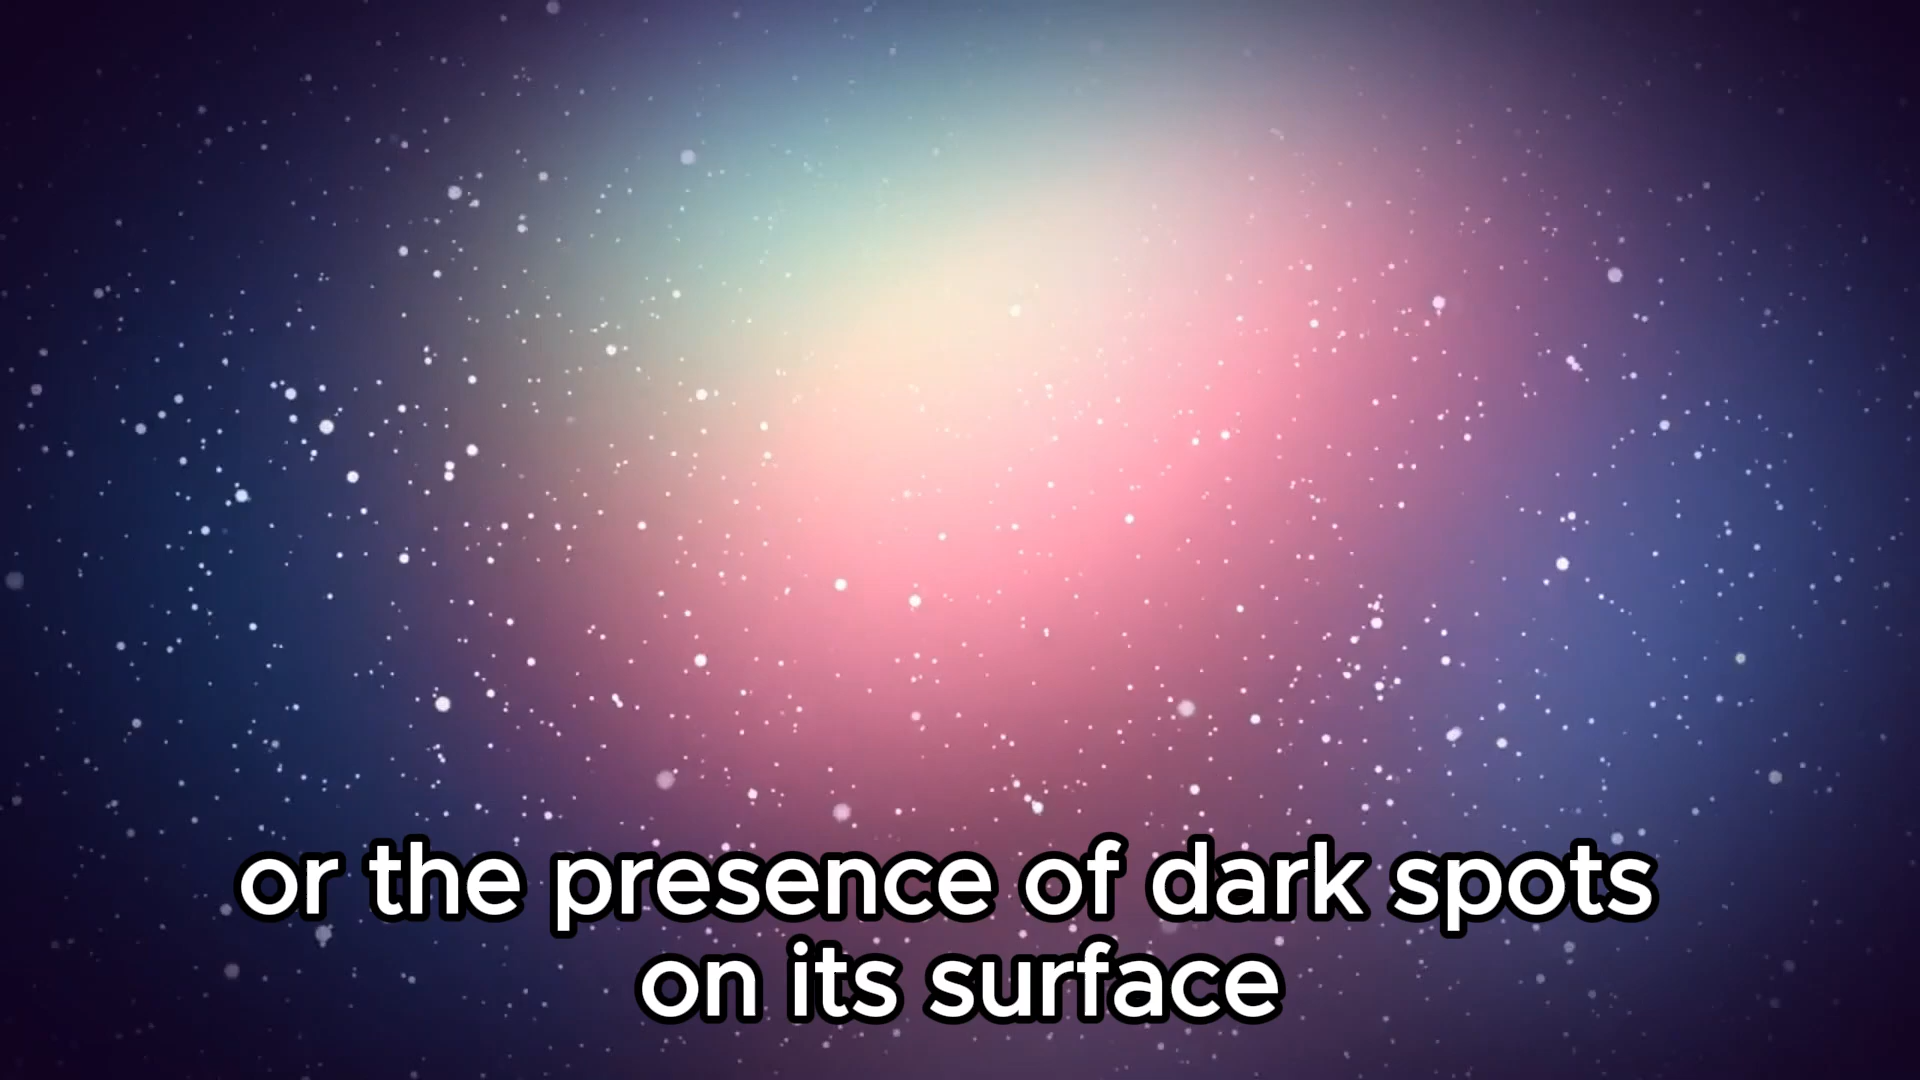 or the presence of dark spots
on its surface